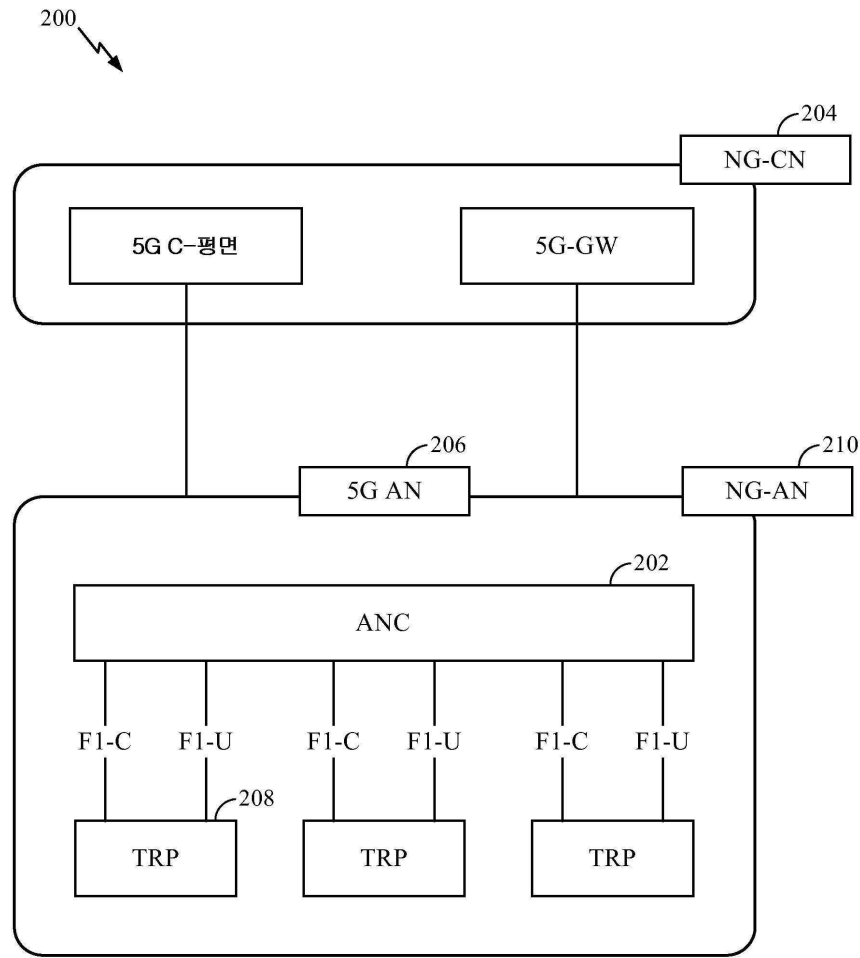 200
204
NG-CN
5G C-평면
5G-GW
206
210
5G AN
NG-AN
202
ANC
F1-C F1-U F1-C F1-U F1-C F1-U
208
TRP TRP TRP